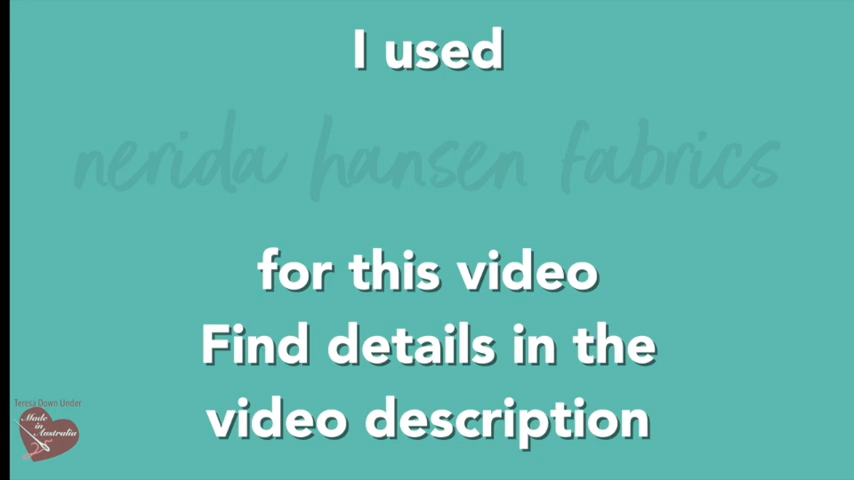 I used
nerida hansen fabrics
for this video
Find details in the
video description
Teresa Down Under
Made
in
Australia